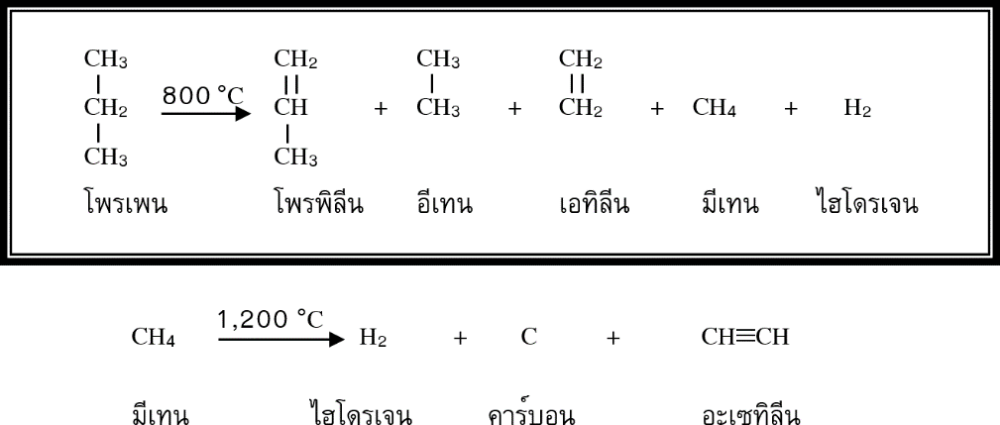 CH3 CH2 CH3 CH2
800 °C
CH2 CH + CH3 + CH2 + CH4 + H2
CH3 CH3
โพรเพน โพรพิลีน อีเทน เอทิลีน มีเทน ไฮโดรเจน
1,200 °C
CH4 H2 + C + CH≡CH
มีเทน ไฮโดรเจน คาร์บอน อะเซทิลีน